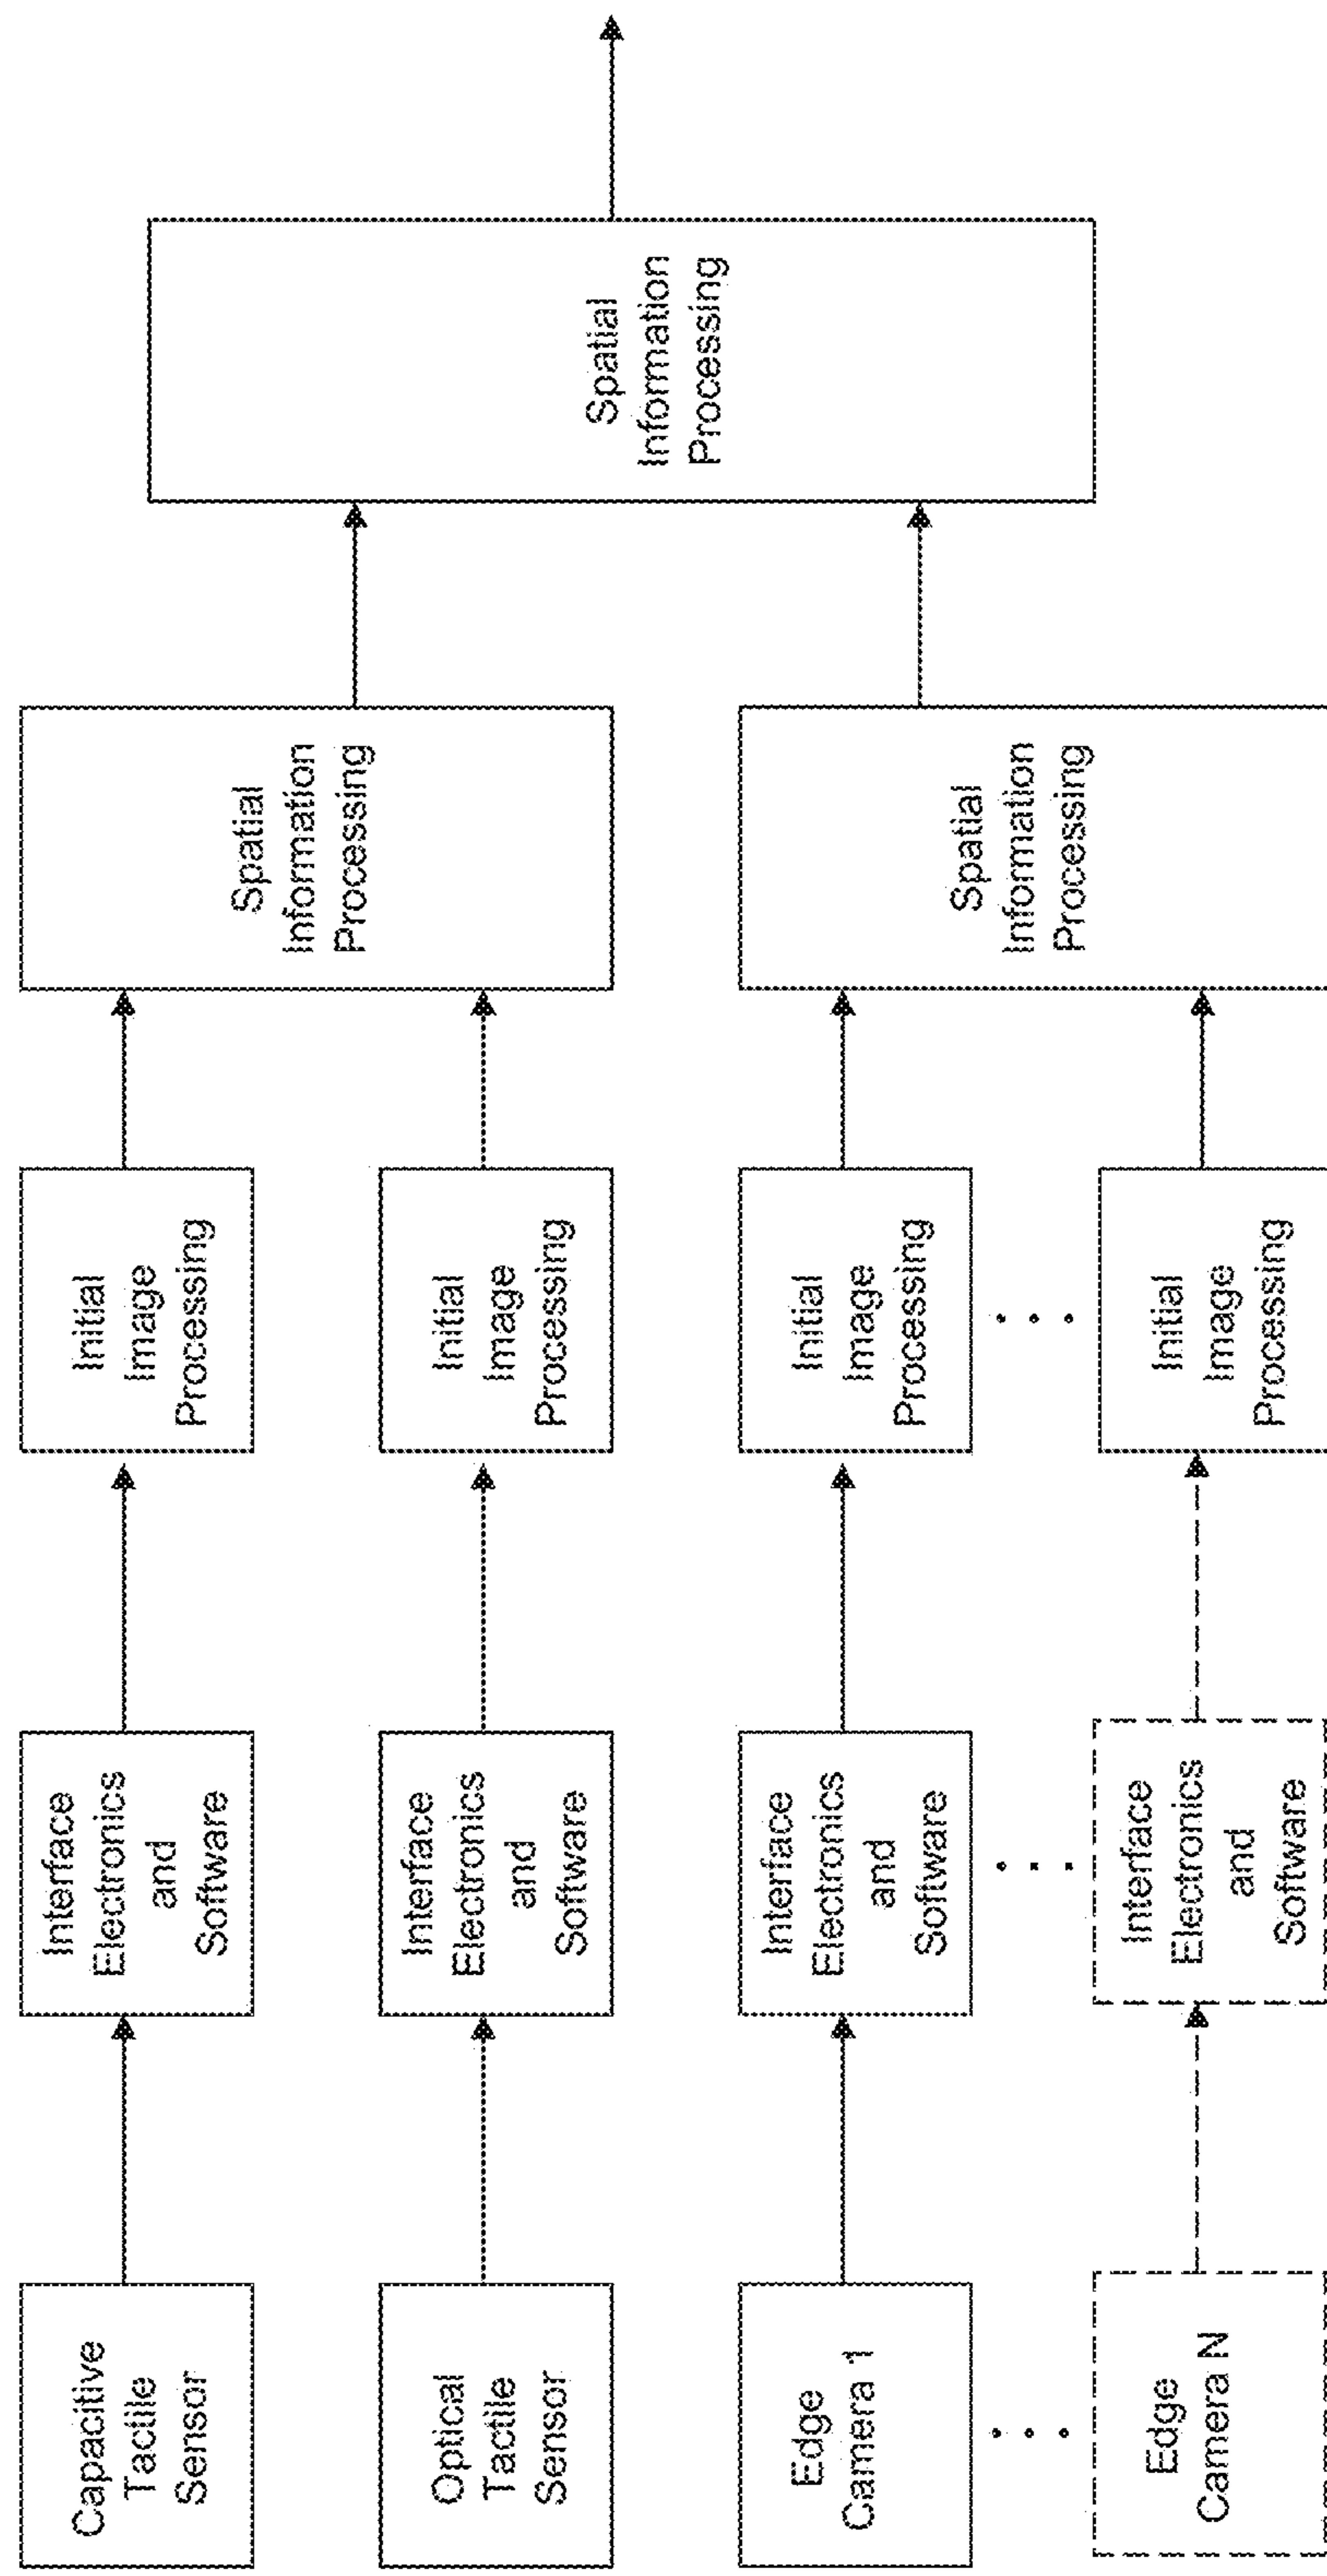 Capacitive
Tactile
Sensor
Interface
Electronics
and
Software
Initial
Image
Processing
Optical
Tactile
Sensor
Interface
Electronics
and
Software
Initial
Image
Processing
Spatial
Information
Processing
Edge
Camera 1
Interface
Electronics
and
Software
Initial
Image
Processing
Edge
Camera N
Interface
Electronics
and
Software
Initial
Image
Processing
Spatial
Information
Processing
Spatial
Information
Processing